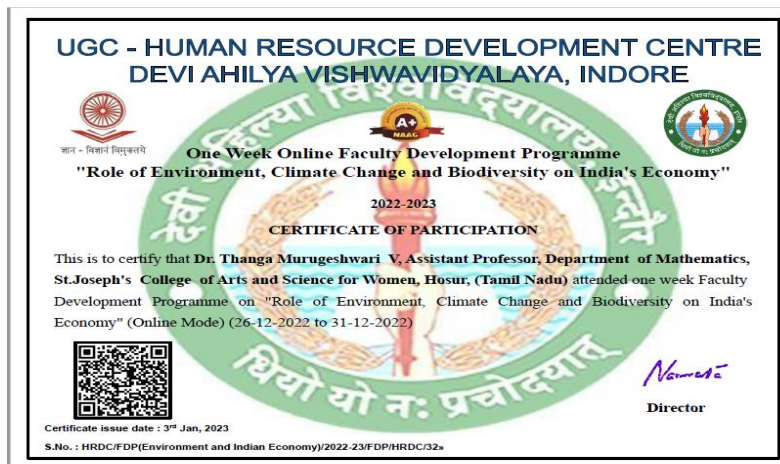 UGC - HUMAN RESOURCE DEVELOPMENT CENTRE
DEVI AHILYA VISHWAVIDYALAYA, INDORE
देवी अहिल्या विश्वविद्यालय, इन्दौर
A+
NAAC
ज्ञान - विज्ञानं विमुक्तये
One Week Online Faculty Development Programme
"Role of Environment, Climate Change and Biodiversity on India's Economy"
2022-2023
CERTIFICATE OF PARTICIPATION
This is to certify that Dr. Thanga Murugeshwari V, Assistant Professor, Department of Mathematics,
St.Joseph's College of Arts and Science for Women, Hosur, (Tamil Nadu) attended one week Faculty
Development Programme on "Role of Environment, Climate Change and Biodiversity on India's
Economy" (Online Mode) (26-12-2022 to 31-12-2022)
धियो यो नः प्रचोदयात्
Director
Certificate issue date : 3rd Jan, 2023
S.No. : HRDC/FDP(Environment and Indian Economy)/2022-23/FDP/HRDC/32»